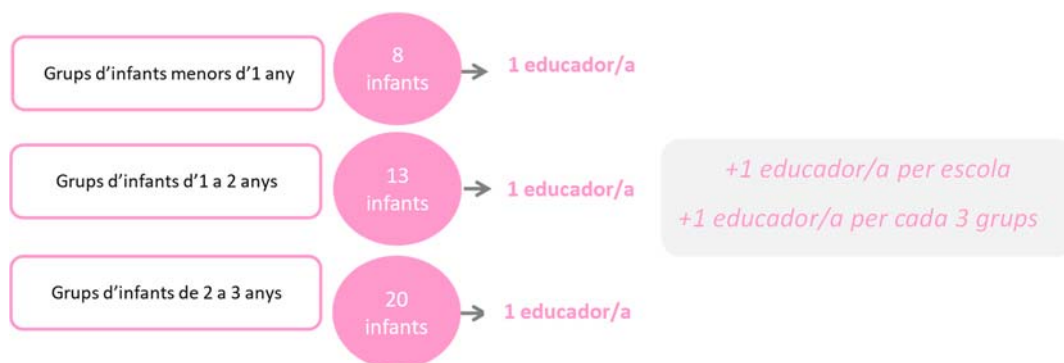 Grups d'infants menors d'1 any
8
infants
1 educador/a
Grups d'infants d'1 a 2 anys
13
infants
1 educador/a
+1 educador/a per escola
+1 educador/a per cada 3 grups
Grups d'infants de 2 a 3 anys
20
infants
1 educador/a